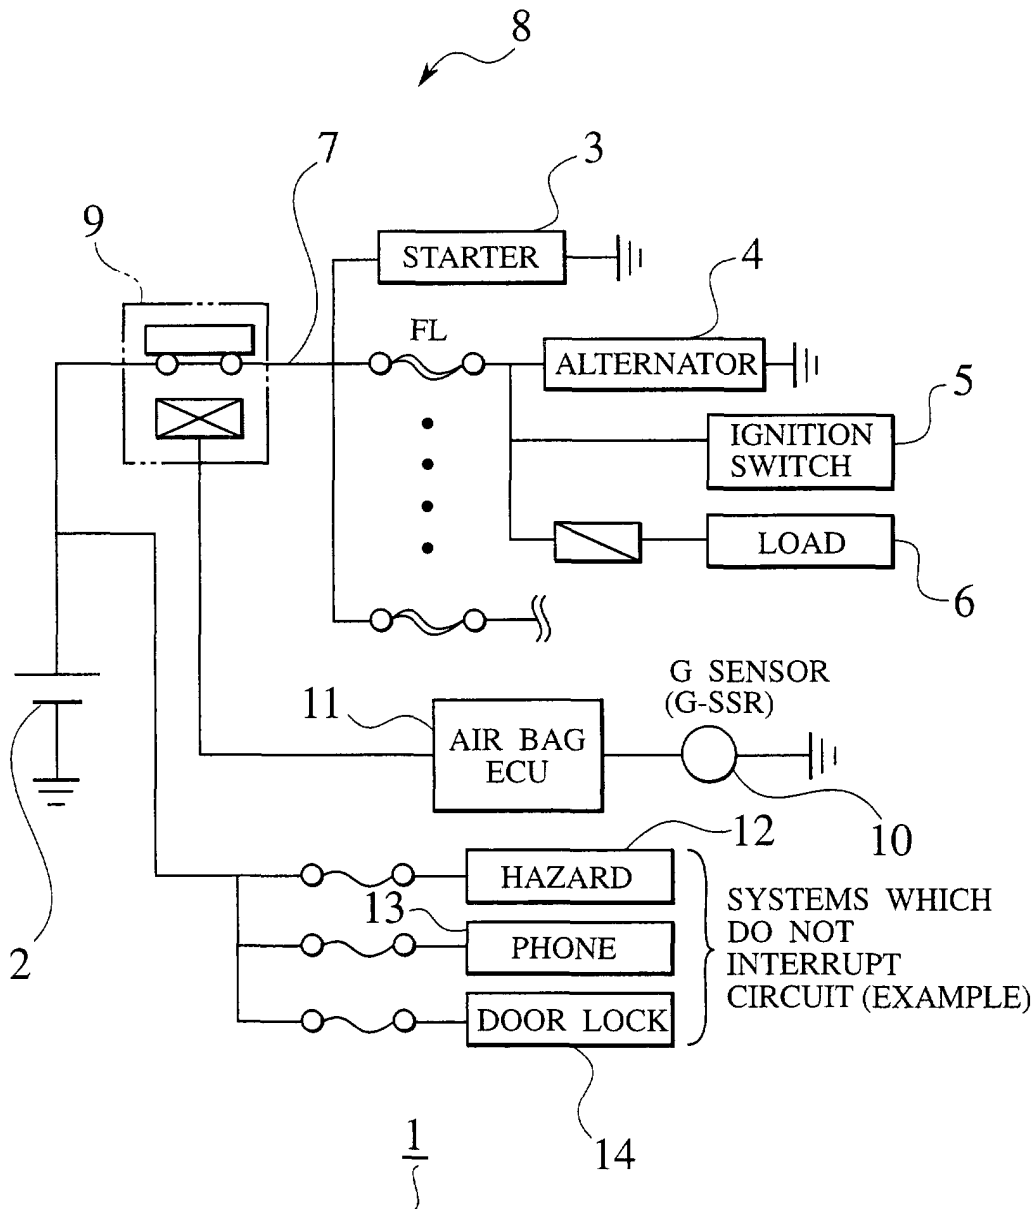 8
7
3
9
STARTER
4
FL
ALTERNATOR
5
IGNITION
SWITCH
LOAD
6
G SENSOR
(G-SSR)
11
AIR BAG
ECU
10
12
2
HAZARD
13
PHONE
DOOR LOCK
SYSTEMS WHICH
DO NOT
INTERRUPT
CIRCUIT (EXAMPLE)
14
1